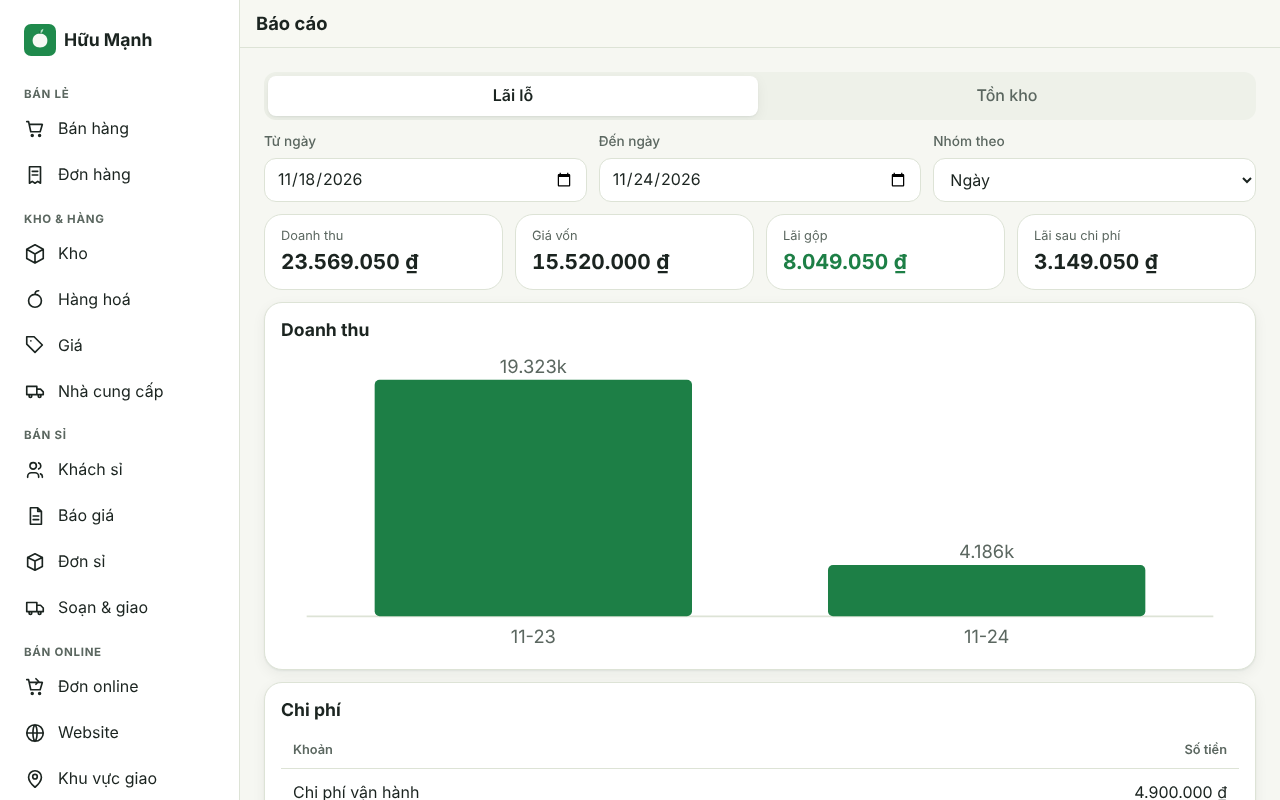 Hữu Mạnh
BÁN LẺ
Bán hàng
Đơn hàng
KHO & HÀNG
Kho
Hàng hoá
Giá
Nhà cung cấp
BÁN SỈ
Khách sỉ
Báo giá
Đơn sỉ
Soạn & giao
BÁN ONLINE
Đơn online
Website
Khu vực giao
Báo cáo
Lãi lỗ
Tồn kho
Từ ngày
Đến ngày
Nhóm theo
11/18/2026
11/24/2026
Ngày
Doanh thu
23.569.050 ₫
Giá vốn
15.520.000 ₫
Lãi gộp
8.049.050 ₫
Lãi sau chi phí
3.149.050 ₫
Doanh thu
19.323k
4.186k
11-23
11-24
Chi phí
Khoản Số tiền
Chi phí vận hành 4.900.000 ₫